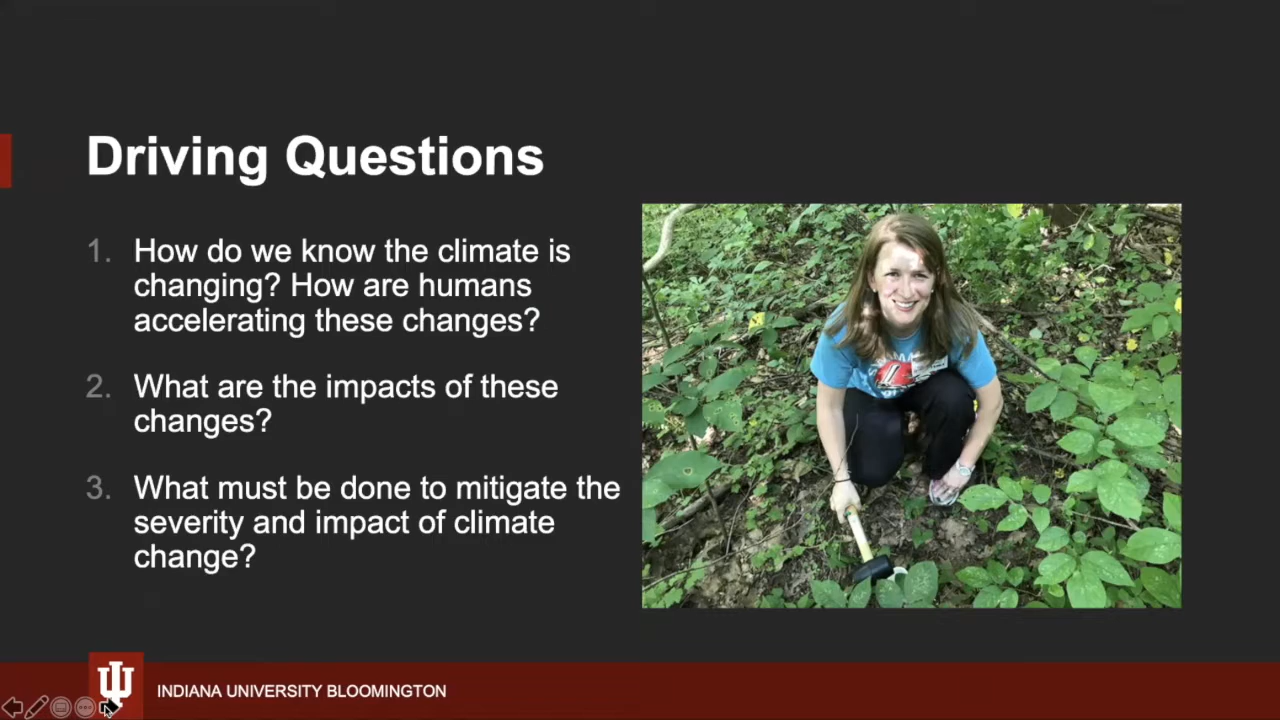 Driving Questions
1. How do we know the climate is
changing? How are humans
accelerating these changes?
2. What are the impacts of these
changes?
3. What must be done to mitigate the
severity and impact of climate
change?
INDIANA UNIVERSITY BLOOMINGTON